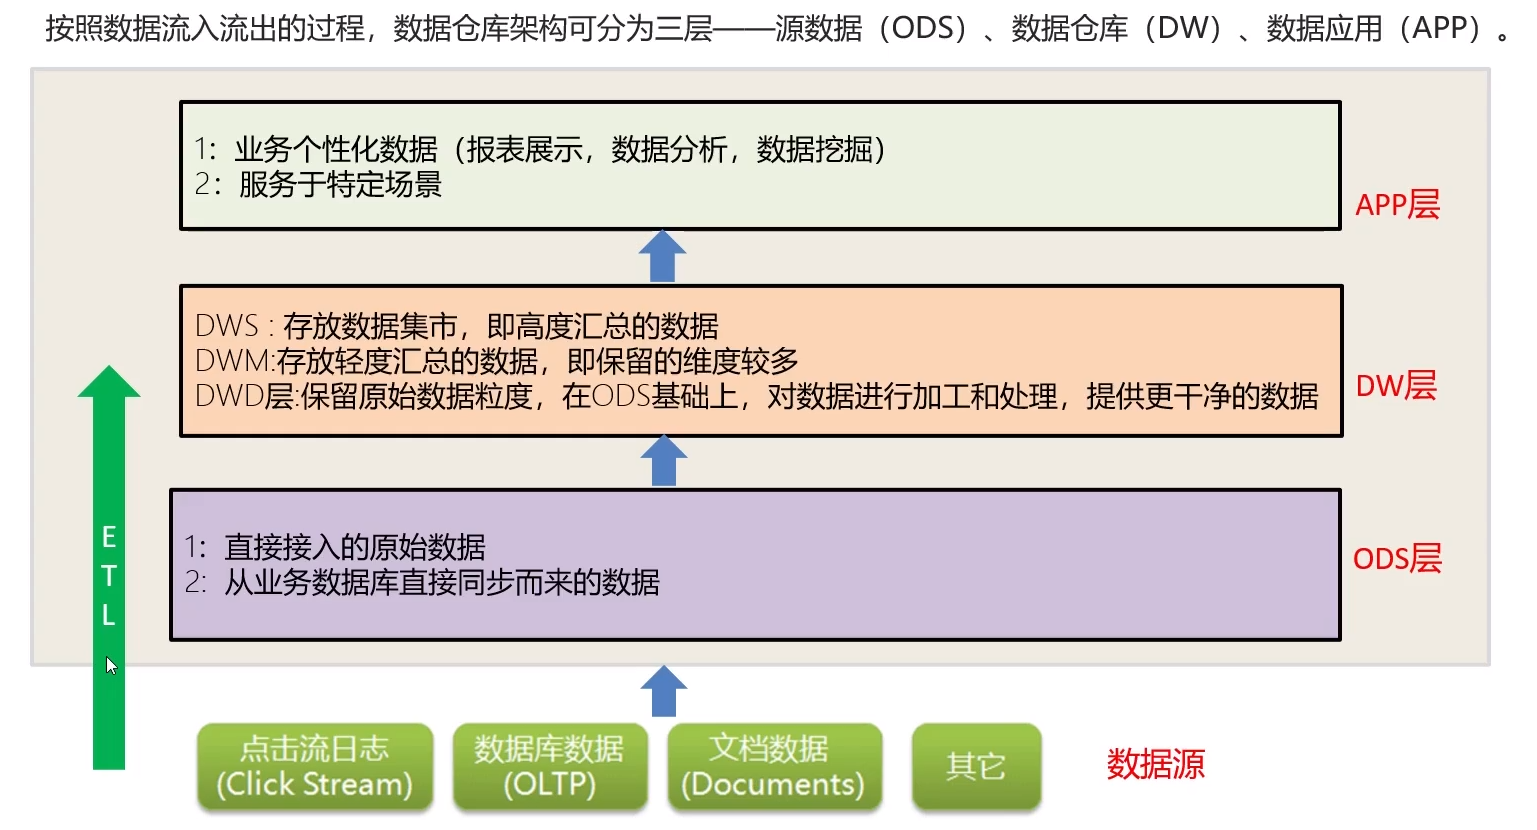 按照数据流入流出的过程，数据仓库架构可分为三层——源数据（ODS）、数据仓库（DW）、数据应用（APP）。
1：业务个性化数据（报表展示，数据分析，数据挖掘）
2：服务于特定场景
APP层
DWS : 存放数据集市，即高度汇总的数据
DWM:存放轻度汇总的数据，即保留的维度较多
DWD层:保留原始数据粒度，在ODS基础上，对数据进行加工和处理，提供更干净的数据
DW层
1：直接接入的原始数据
2: 从业务数据库直接同步而来的数据
ODS层
E
T
L
点击流日志
(Click Stream)
数据库数据
(OLTP)
文档数据
(Documents)
其它
数据源